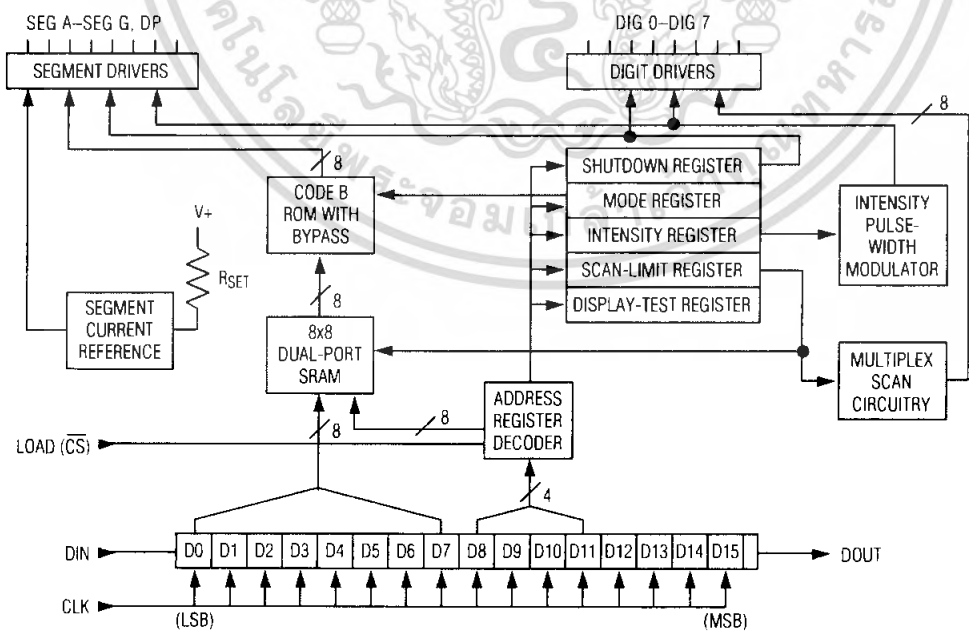 SEG A–SEG G, DP
DIG 0–DIG 7
SEGMENT DRIVERS
DIGIT DRIVERS
8
8
CODE B
ROM WITH
BYPASS
SHUTDOWN REGISTER
MODE REGISTER
INTENSITY REGISTER
SCAN-LIMIT REGISTER
DISPLAY-TEST REGISTER
INTENSITY
PULSE-
WIDTH
MODULATOR
V+
RSET
SEGMENT
CURRENT
REFERENCE
8
8x8
DUAL-PORT
SRAM
MULTIPLEX
SCAN
CIRCUITRY
ADDRESS
REGISTER
DECODER
8
8
LOAD (C̅S̅)
4
DIN
D0 D1 D2 D3 D4 D5 D6 D7 D8 D9 D10 D11 D12 D13 D14 D15
DOUT
CLK
(LSB)
(MSB)